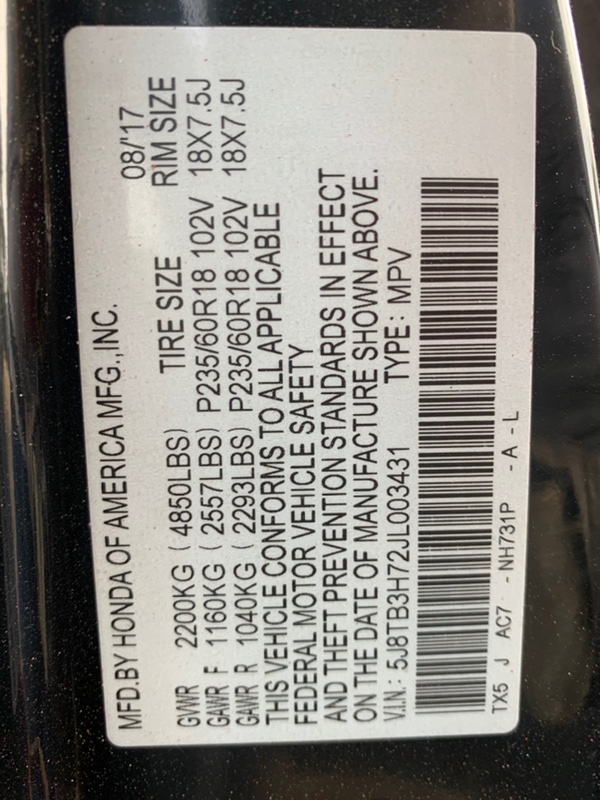 MFD.BY HONDA OF AMERICA MFG.,INC. 08/'17
GVWR 2200KG ( 4850LBS) TIRE SIZE RIM SIZE
GAWR F 1160KG ( 2557LBS) P235/60R18 102V 18X7.5J
GAWR R 1040KG ( 2293LBS) P235/60R18 102V 18X7.5J
THIS VEHICLE CONFORMS TO ALL APPLICABLE
FEDERAL MOTOR VEHICLE SAFETY
AND THEFT PREVENTION STANDARDS IN EFFECT
ON THE DATE OF MANUFACTURE SHOWN ABOVE.
V.I.N.: 5J8TB3H72JL003431 TYPE: MPV
TX5 J AC7 - NH731P - A - L